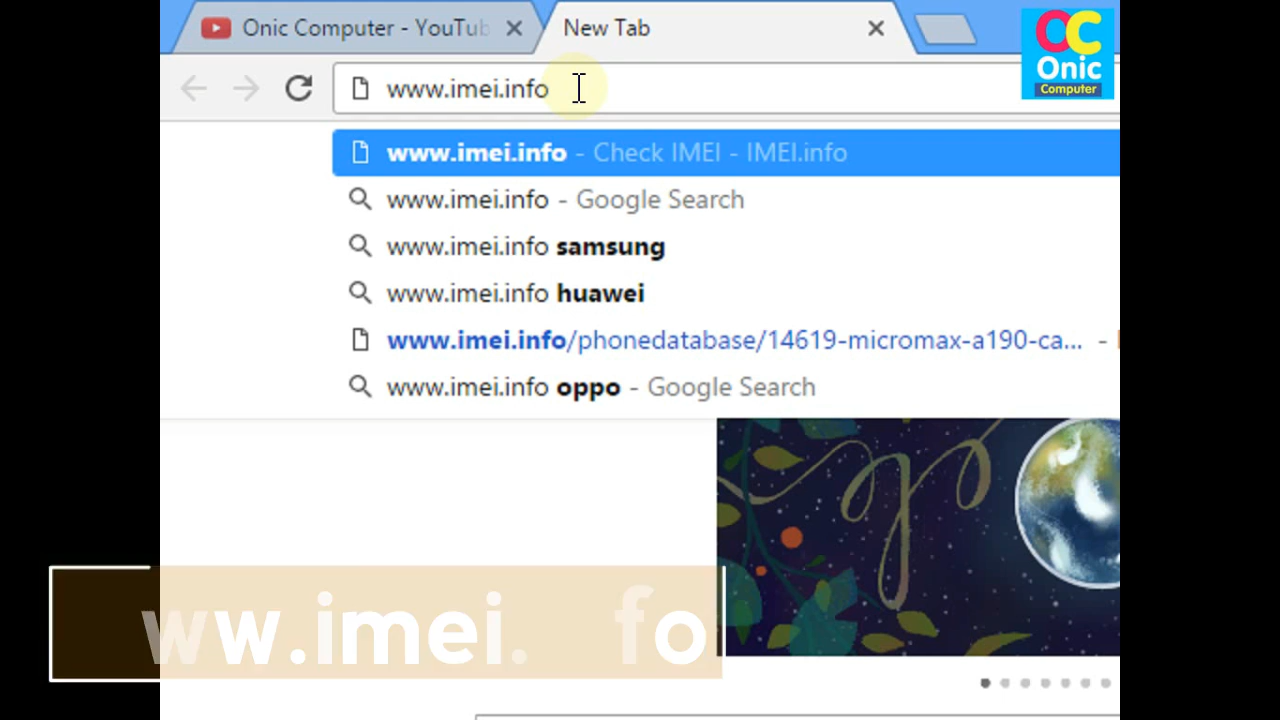 Onic Computer - YouTub
New Tab
OC
Onic
Computer
www.imei.info
www.imei.info - Check IMEI - IMEI.info
www.imei.info - Google Search
www.imei.info samsung
www.imei.info huawei
www.imei.info/phonedatabase/14619-micromax-a190-ca... -
www.imei.info oppo - Google Search
ww.imei. fo